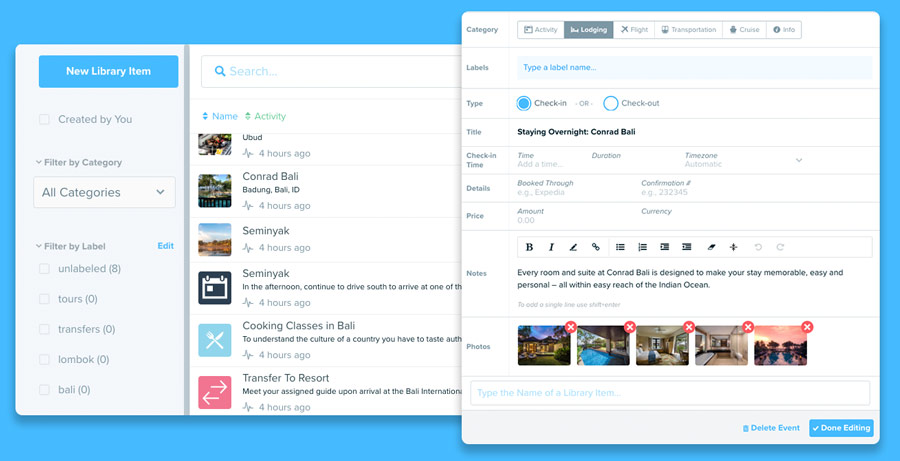 New Library Item
Created by You
Filter by Category
All Categories
Filter by Label Edit
unlabeled (8)
tours (0)
transfers (0)
lombok (0)
bali (0)
Search...
Name Activity
Ubud
4 hours ago
Conrad Bali
Badung, Bali, ID
4 hours ago
Seminyak
4 hours ago
Seminyak
In the afternoon, continue to drive south to arrive at one of th
Cooking Classes in Bali
To understand the culture of a country you have to taste auth
Transfer To Resort
Meet your assigned guide upon arrival at the Bali Internationa
4 hours ago
Category Activity Lodging Flight Transportation Cruise Info
Labels Type a label name...
Type Check-in - OR - Check-out
Title Staying Overnight: Conrad Bali
Check-in Time Time Duration Timezone
Add a time... Automatic
Details Booked Through Confirmation #
e.g., Expedia e.g., 232345
Price Amount Currency
0.00
B I
Notes
Every room and suite at Conrad Bali is designed to make your stay memorable, easy and
personal – all within easy reach of the Indian Ocean.
To add a single line use shift+enter
Photos
Type the Name of a Library Item...
Delete Event Done Editing